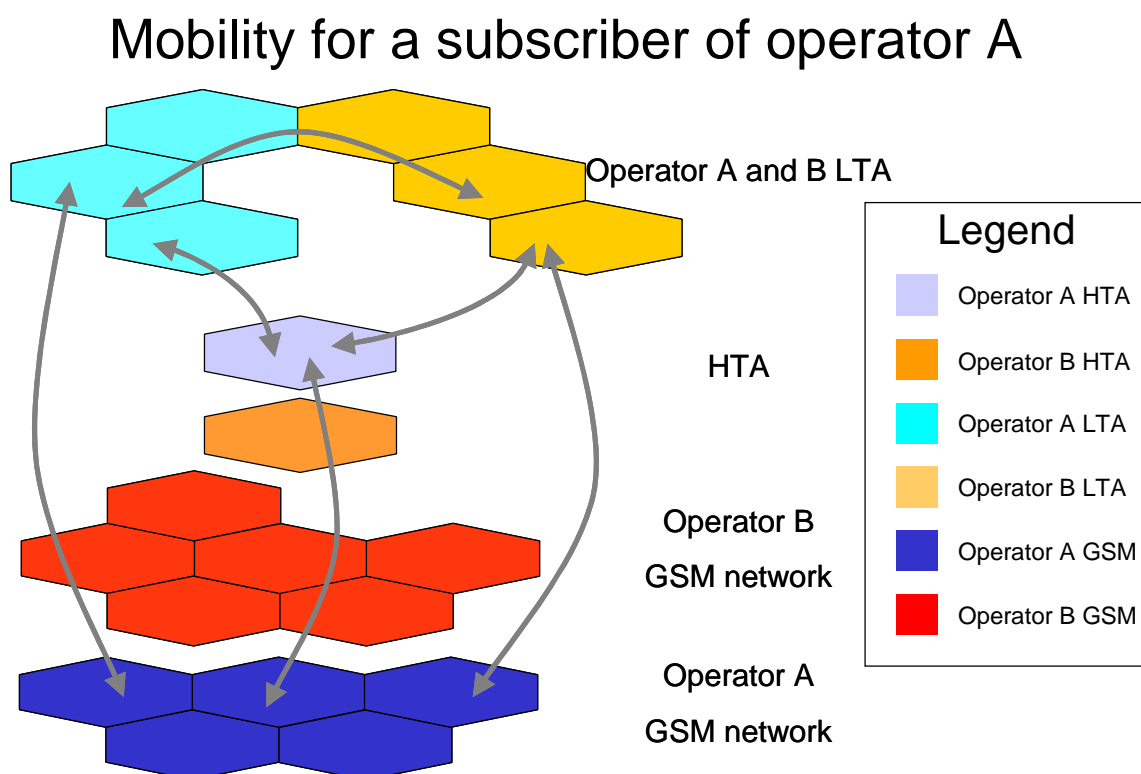 Mobility for a subscriber of operator A
Operator A and B LTA
HTA
Operator B
GSM network
Operator A
GSM network
Legend
Operator A HTA
Operator B HTA
Operator A LTA
Operator B LTA
Operator A GSM
Operator B GSM